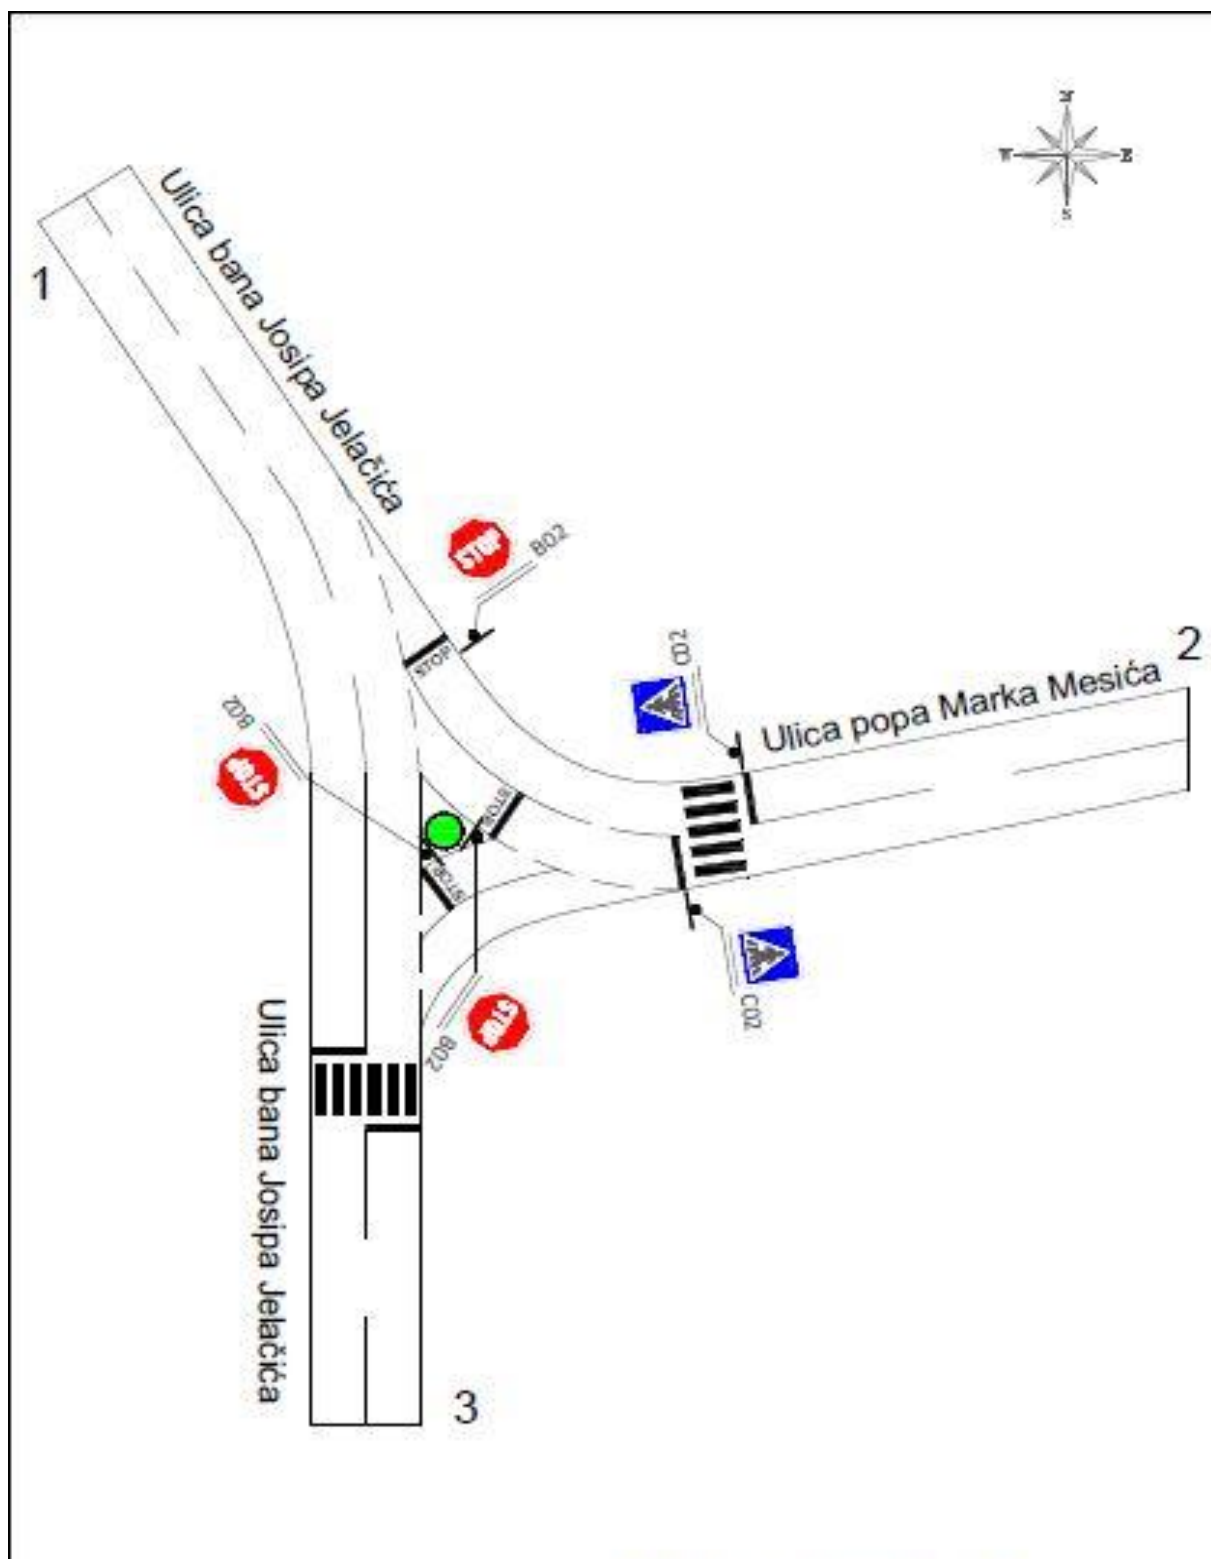 N
W
E
S
1
Ulica bana Josipa Jelačića
STOP
B02
STOP
C02
2
Ulica popa Marka Mesića
B02
STOP
STOP
STOP
C02
STOP
B02
Ulica bana Josipa Jelačića
3